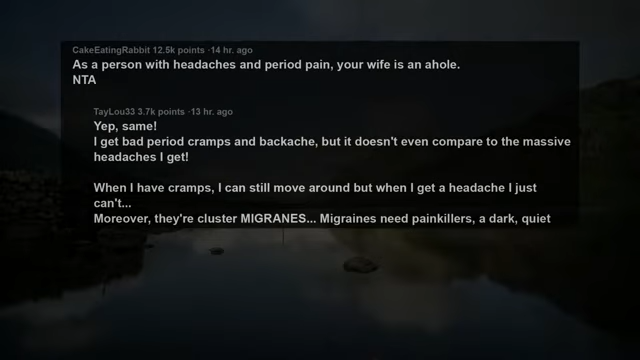 CakeEatingRabbit 12.5k points ·14 hr. ago
As a person with headaches and period pain, your wife is an ahole.
NTA
TayLou33 3.7k points ·13 hr. ago
Yep, same!
I get bad period cramps and backache, but it doesn't even compare to the massive
headaches I get!
When I have cramps, I can still move around but when I get a headache I just
can't...
Moreover, they're cluster MIGRANES... Migraines need painkillers, a dark, quiet